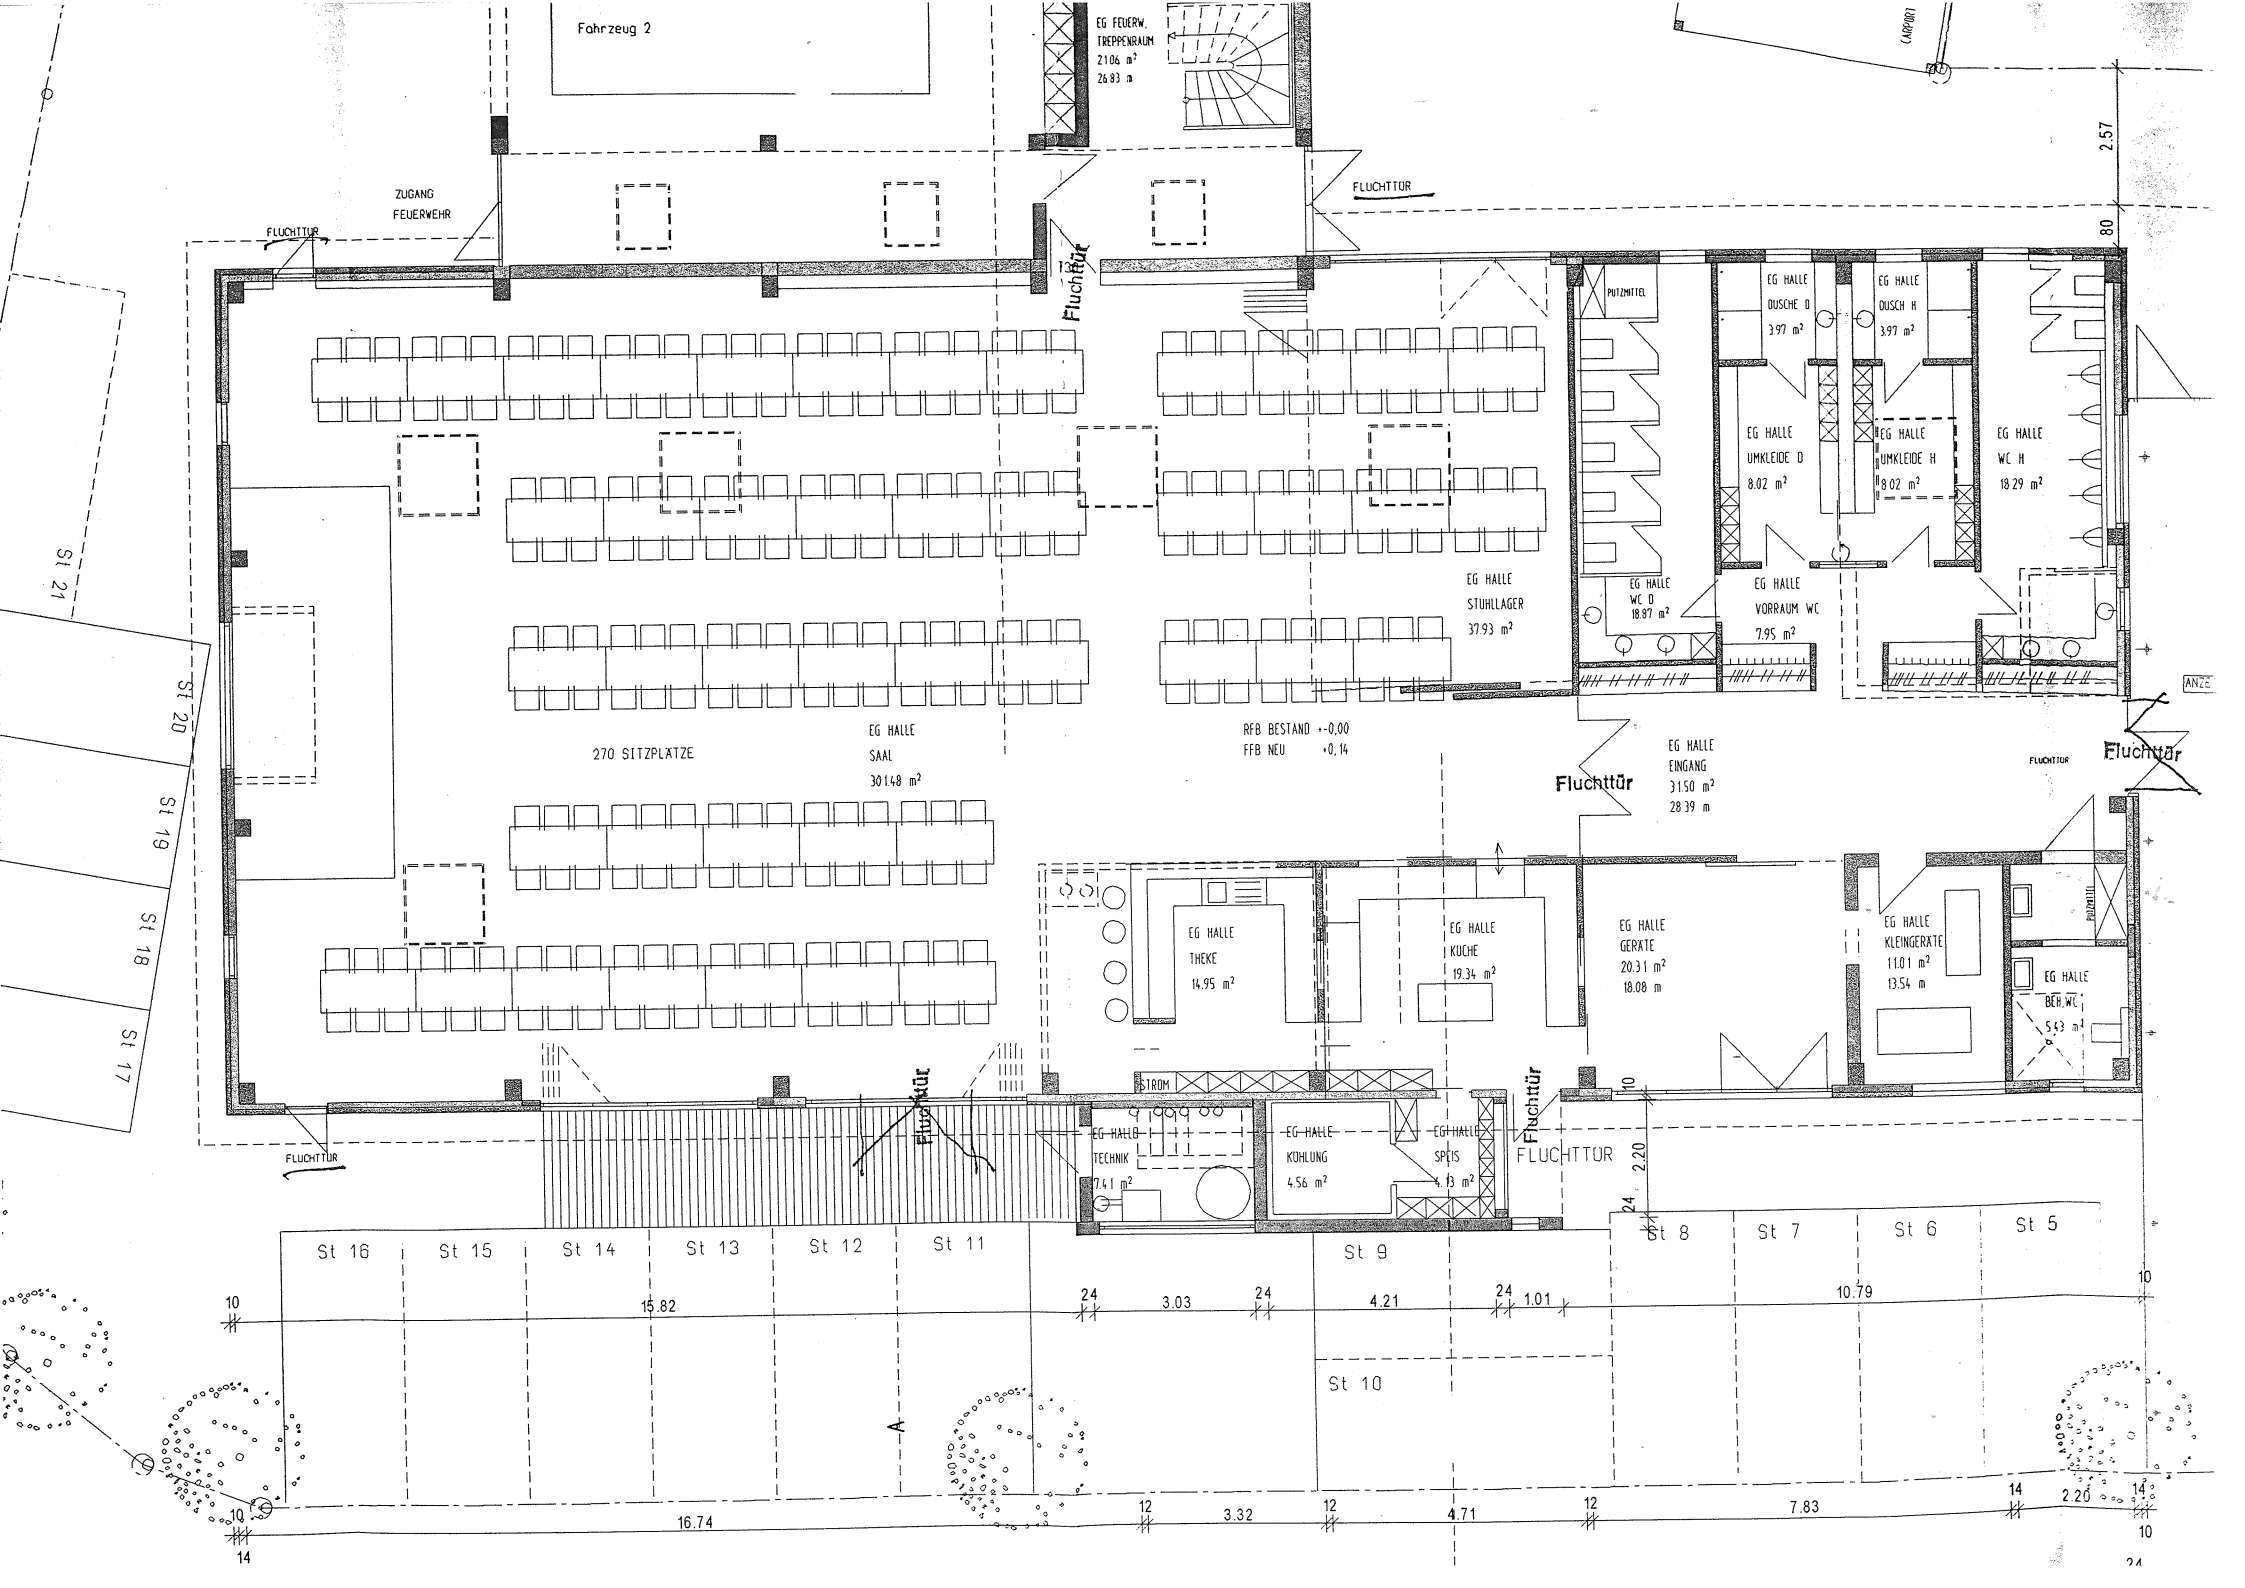 Fahrzeug 2
EG FEUERW.
TREPPENRAUM
21.06 m²
26.83 m
CARPORT
2.57
80
ZUGANG
FEUERWEHR
FLUCHTTÜR
FLUCHTTÜR
Fluchttür
PUTZMITTEL
EG HALLE
DUSCHE D
3.97 m²
EG HALLE
DUSCH H
3.97 m²
EG HALLE
UMKLEIDE D
8.02 m²
EG HALLE
UMKLEIDE H
8.02 m²
EG HALLE
WC H
18.29 m²
EG HALLE
STUHLLAGER
37.93 m²
EG HALLE
WC D
18.87 m²
EG HALLE
VORRAUM WC
7.95 m²
St 21
St 20
St 19
St 18
St 17
ANZE
270 SITZPLÄTZE
EG HALLE
SAAL
301.48 m²
RFB BESTAND +-0,00
FFB NEU +0,14
Fluchttür
EG HALLE
EINGANG
31.50 m²
28.39 m
FLUCHTTÜR
Fluchttür
EG HALLE
THEKE
14.95 m²
EG HALLE
KÜCHE
19.34 m²
EG HALLE
GERÄTE
20.31 m²
18.08 m
EG HALLE
KLEINGERÄTE
11.01 m²
13.54 m
PUTZMITTEL
EG HALLE
BEH.WC
5.43 m²
STROM
Fluchttür
Fluchttür
FLUCHTTÜR
EG HALLE
TECHNIK
7.41 m²
EG HALLE
KÜHLUNG
4.56 m²
EG HALLE
SPEIS
4.13 m²
FLUCHTTÜR
10
2.20
24
St 16
St 15
St 14
St 13
St 12
St 11
St 9
St 8
St 7
St 6
St 5
10
15.82
24
3.03
24
4.21
24
1.01
10.79
10
St 10
A
10
14
16.74
12
3.32
12
4.71
12
7.83
14
2.20
14
10
24